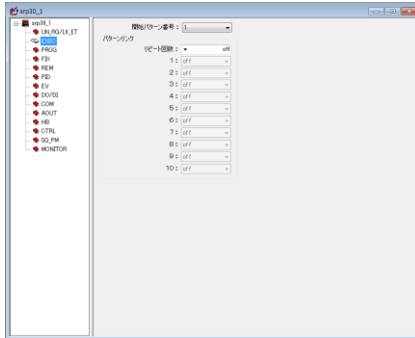 srp30_1
srp30_1
UN_RG/LK_ET
PROG
FIX
REM
PID
EV
DO/DI
COM
AOUT
HB
CTRL
SQ_PM
MONITOR
開始パターン番号： 1
パターンリンク
リピート回数： off
1： off
2： off
3： off
4： off
5： off
6： off
7： off
8： off
9： off
10： off